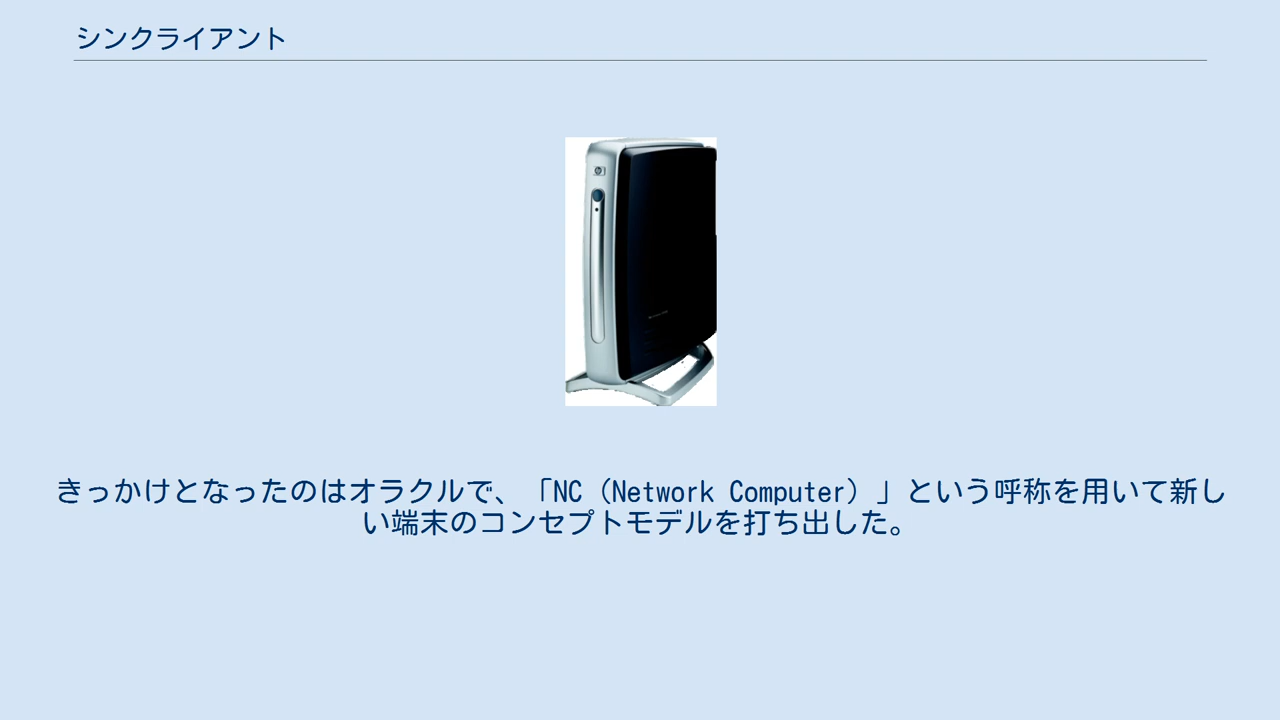 シンクライアント
きっかけとなったのはオラクルで、「NC（Network Computer）」という呼称を用いて新し
い端末のコンセプトモデルを打ち出した。